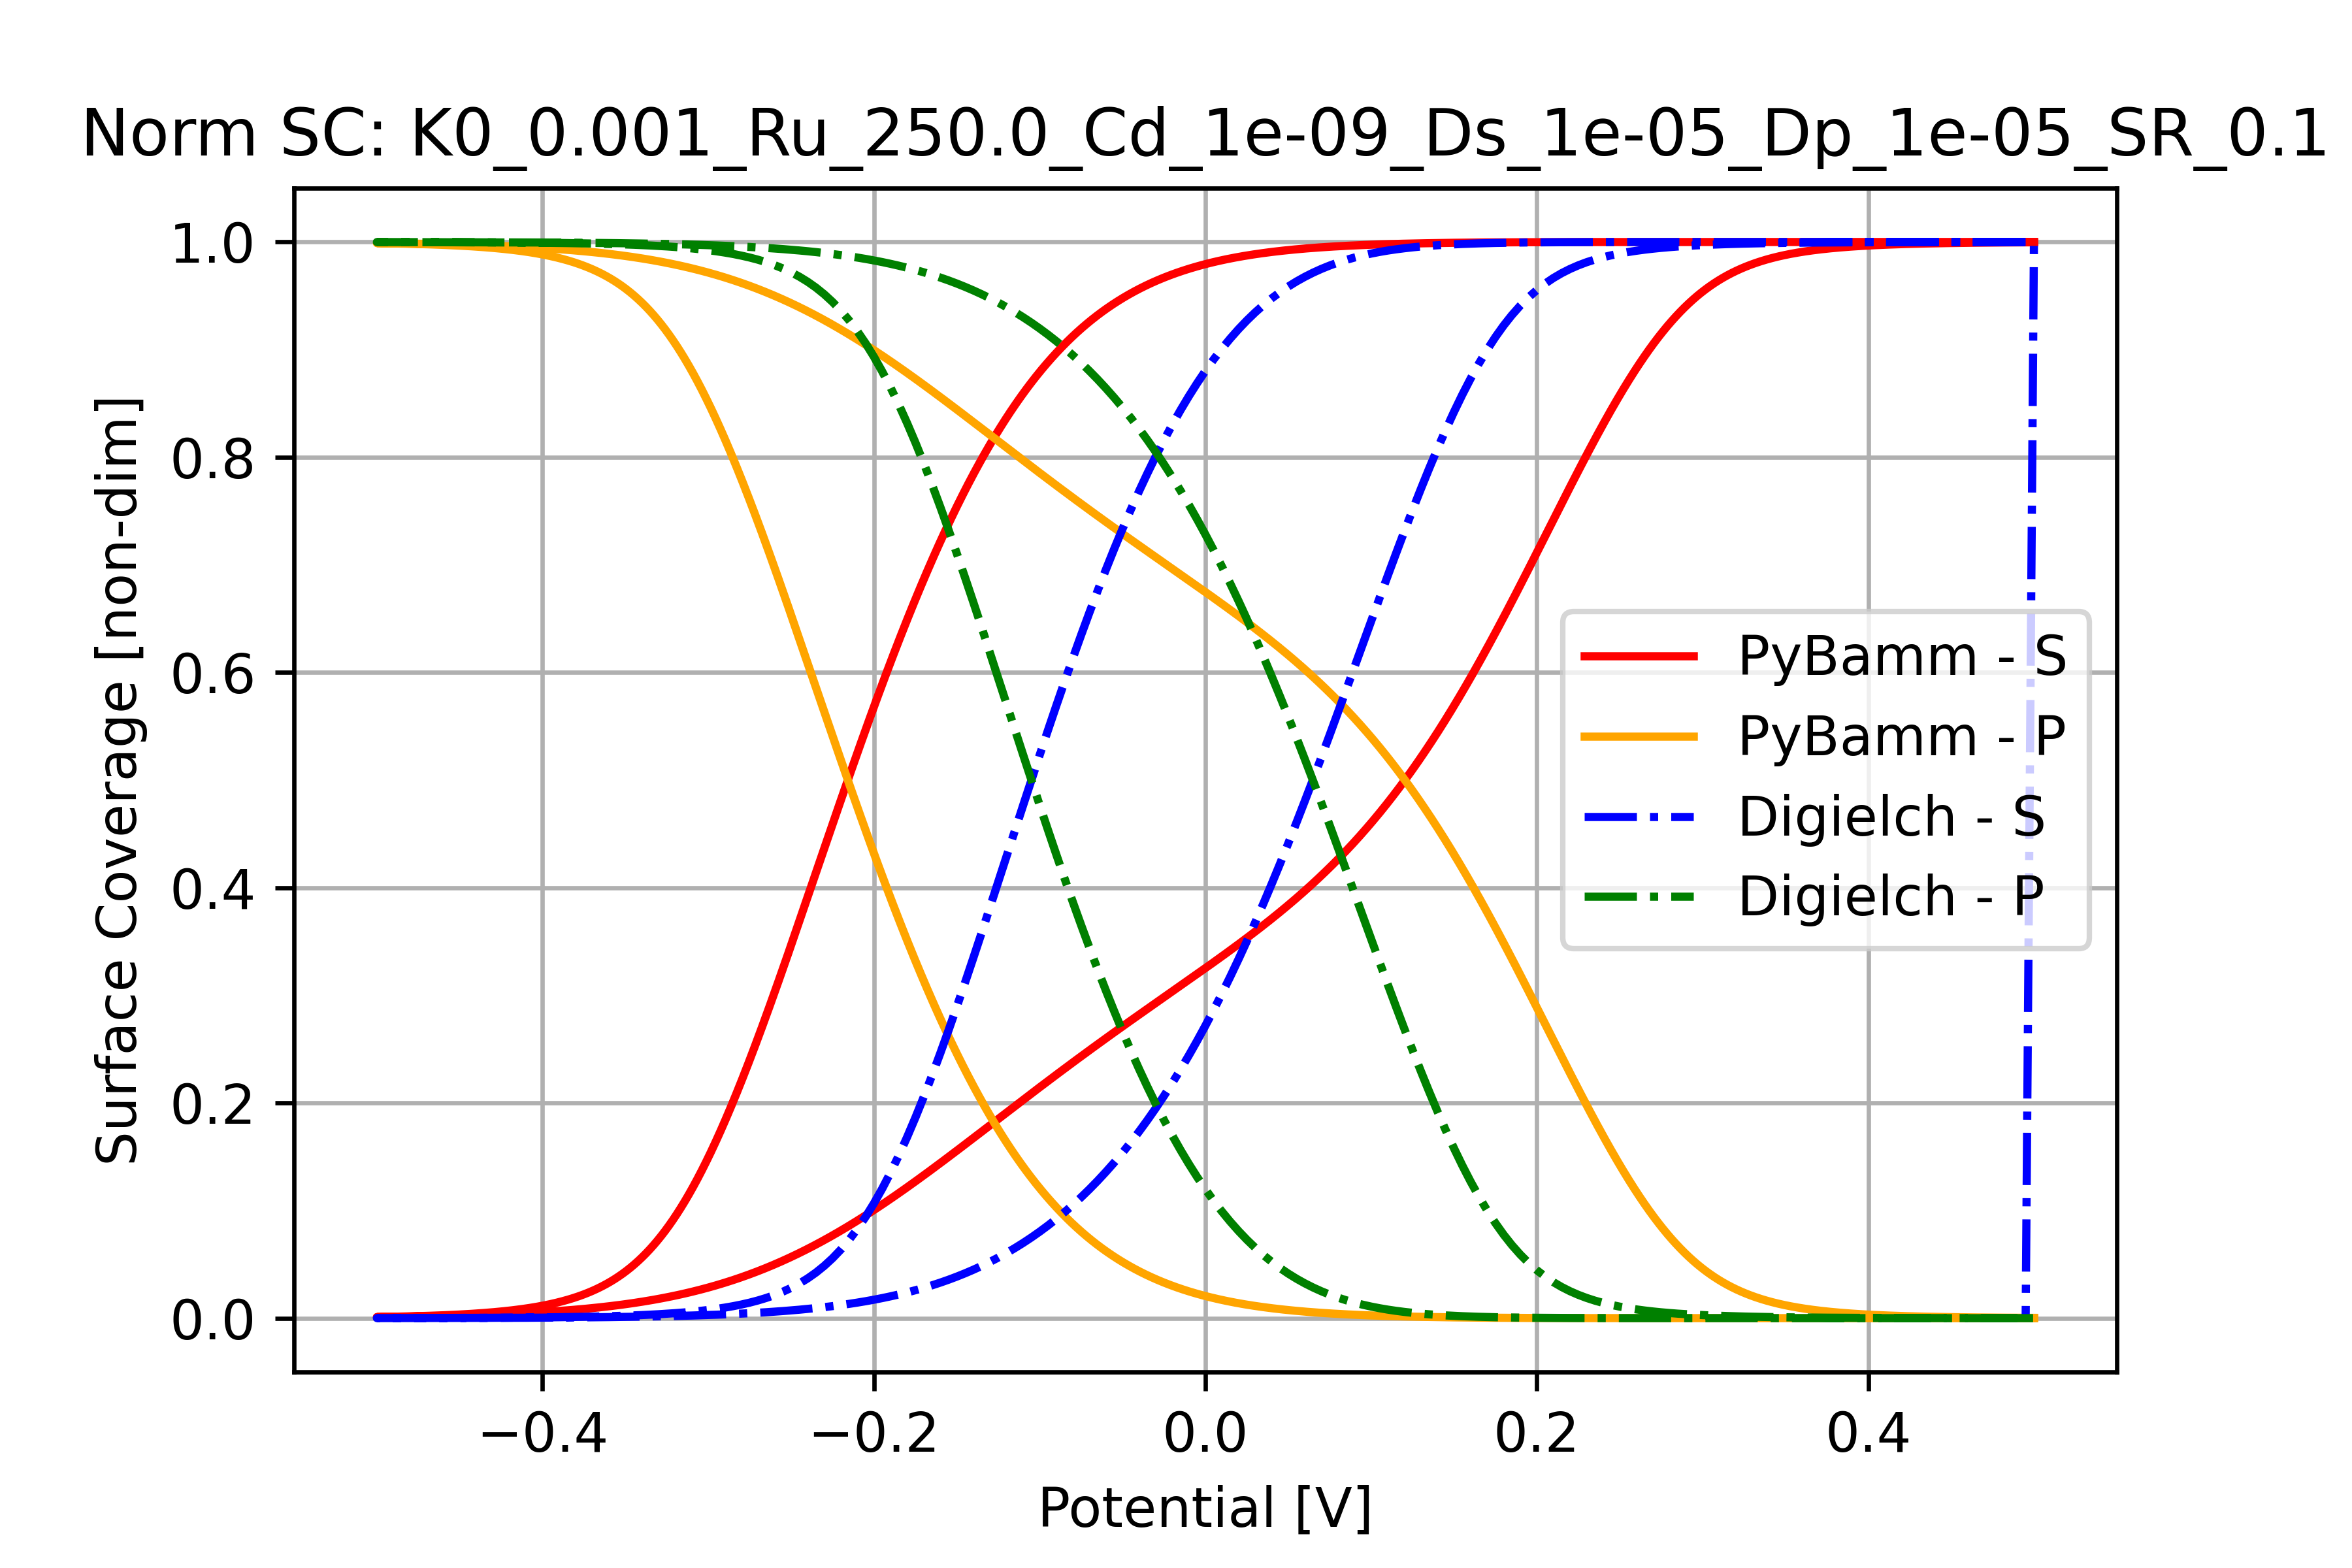 Norm SC: K0_0.001_Ru_250.0_Cd_1e-09_Ds_1e-05_Dp_1e-05_SR_0.1
1.0
0.8
0.6
0.4
0.2
0.0
Surface Coverage [non-dim]
PyBamm - S
PyBamm - P
Digielch - S
Digielch - P
−0.4
−0.2
0.0
0.2
0.4
Potential [V]